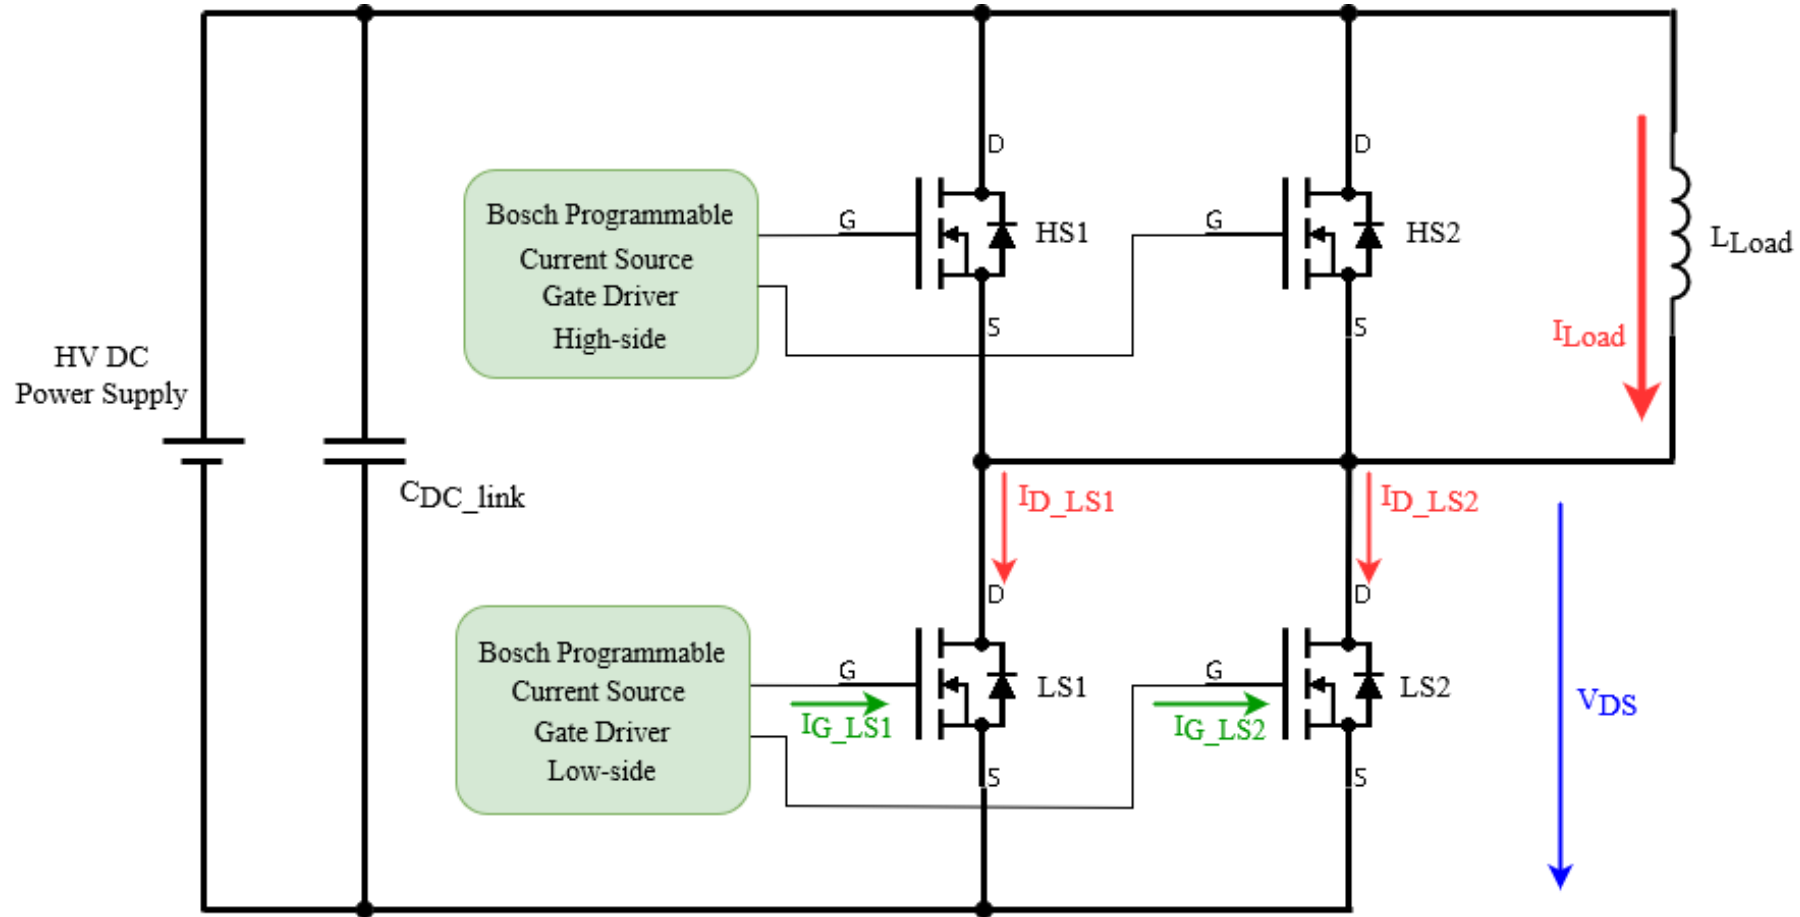 D
D
Bosch Programmable
Current Source
Gate Driver
High-side
G
HS1
G
HS2
LLoad
S
S
ILoad
HV DC
Power Supply
CDC_link
ID_LS1
ID_LS2
D
D
Bosch Programmable
Current Source
Gate Driver
Low-side
G
LS1
G
LS2
IG_LS1
IG_LS2
VDS
S
S